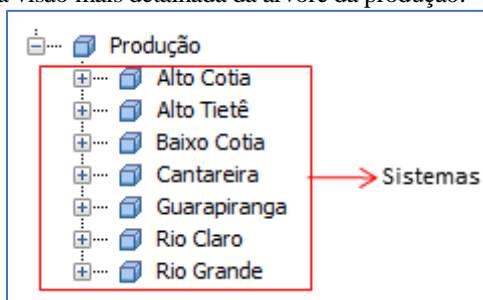 a visão mais detalhada da árvore da produção.
Produção
Alto Cotia
Alto Tietê
Baixo Cotia
Cantareira
Guarapiranga
Rio Claro
Rio Grande
Sistemas